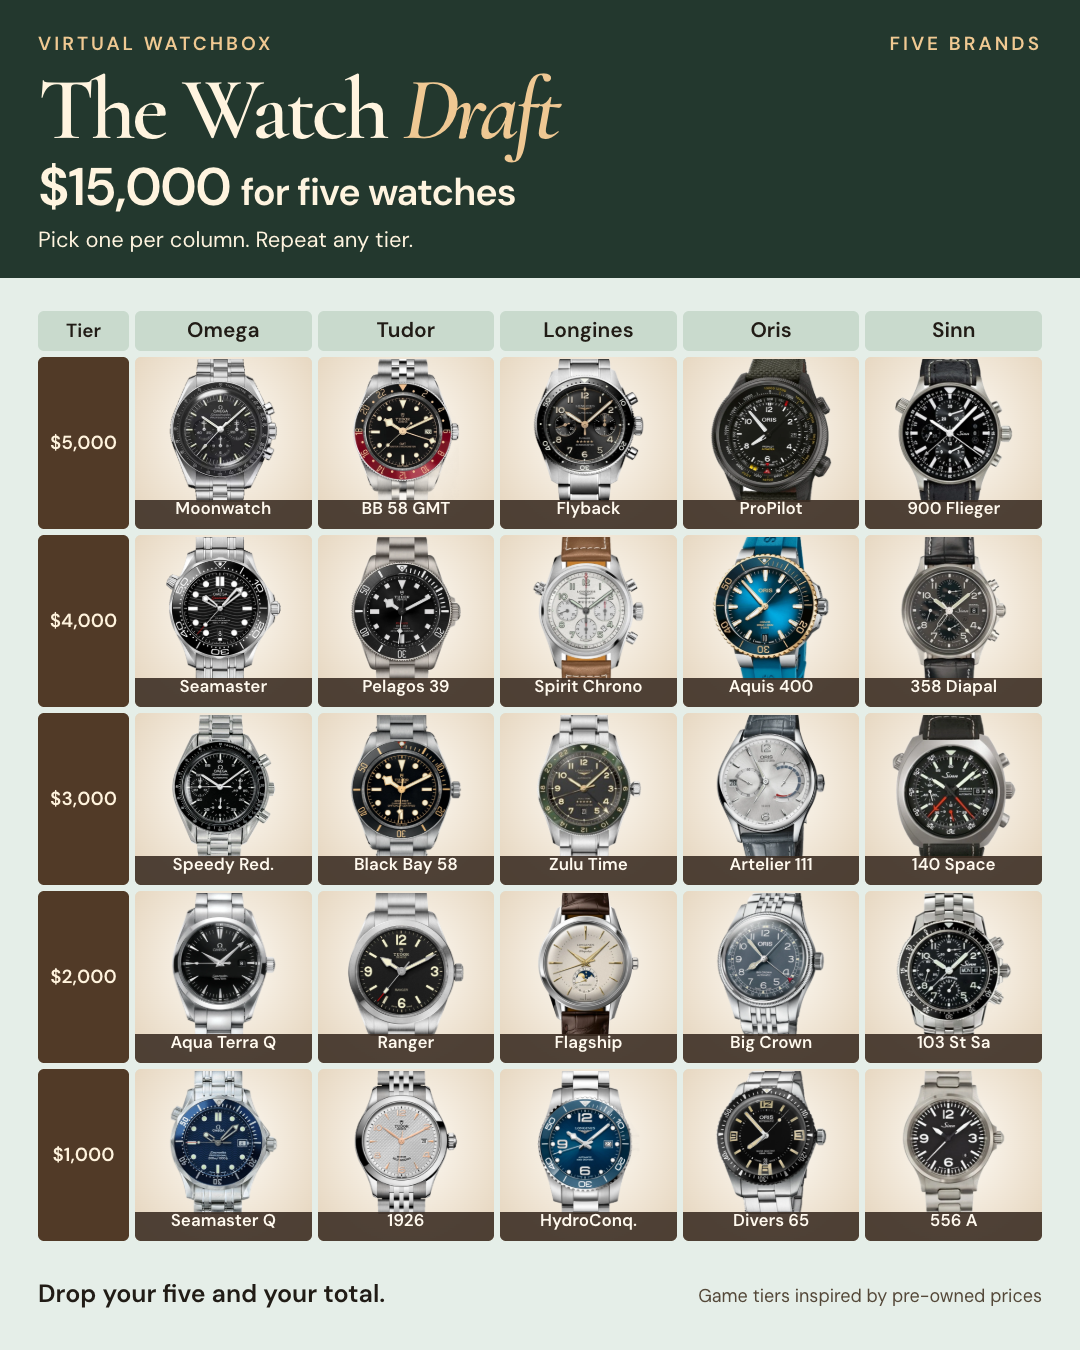 VIRTUAL WATCHBOX
FIVE BRANDS
The Watch Draft
$15,000 for five watches
Pick one per column. Repeat any tier.
Tier
Omega
Tudor
Longines
Oris
Sinn
$5,000
Moonwatch
BB 58 GMT
Flyback
ProPilot
900 Flieger
$4,000
Seamaster
Pelagos 39
Spirit Chrono
Aquis 400
358 Diapal
$3,000
Speedy Red.
Black Bay 58
Zulu Time
Artelier 111
140 Space
$2,000
Aqua Terra Q
Ranger
Flagship
Big Crown
103 St Sa
$1,000
Seamaster Q
1926
HydroConq.
Divers 65
556 A
Drop your five and your total.
Game tiers inspired by pre-owned prices